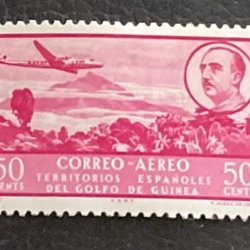 50 50
CENTS CENTS
CORREO-AEREO
TERRITORIOS ESPAÑOLES
DEL GOLFO DE GUINEA